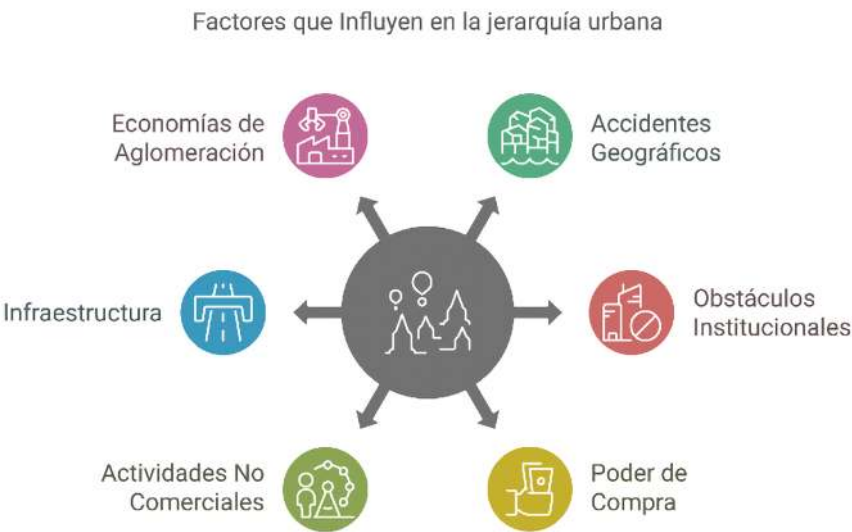 Factores que Influyen en la jerarquía urbana
Economías de
Aglomeración
Accidentes
Geográficos
Infraestructura
Obstáculos
Institucionales
Actividades No
Comerciales
Poder de
Compra